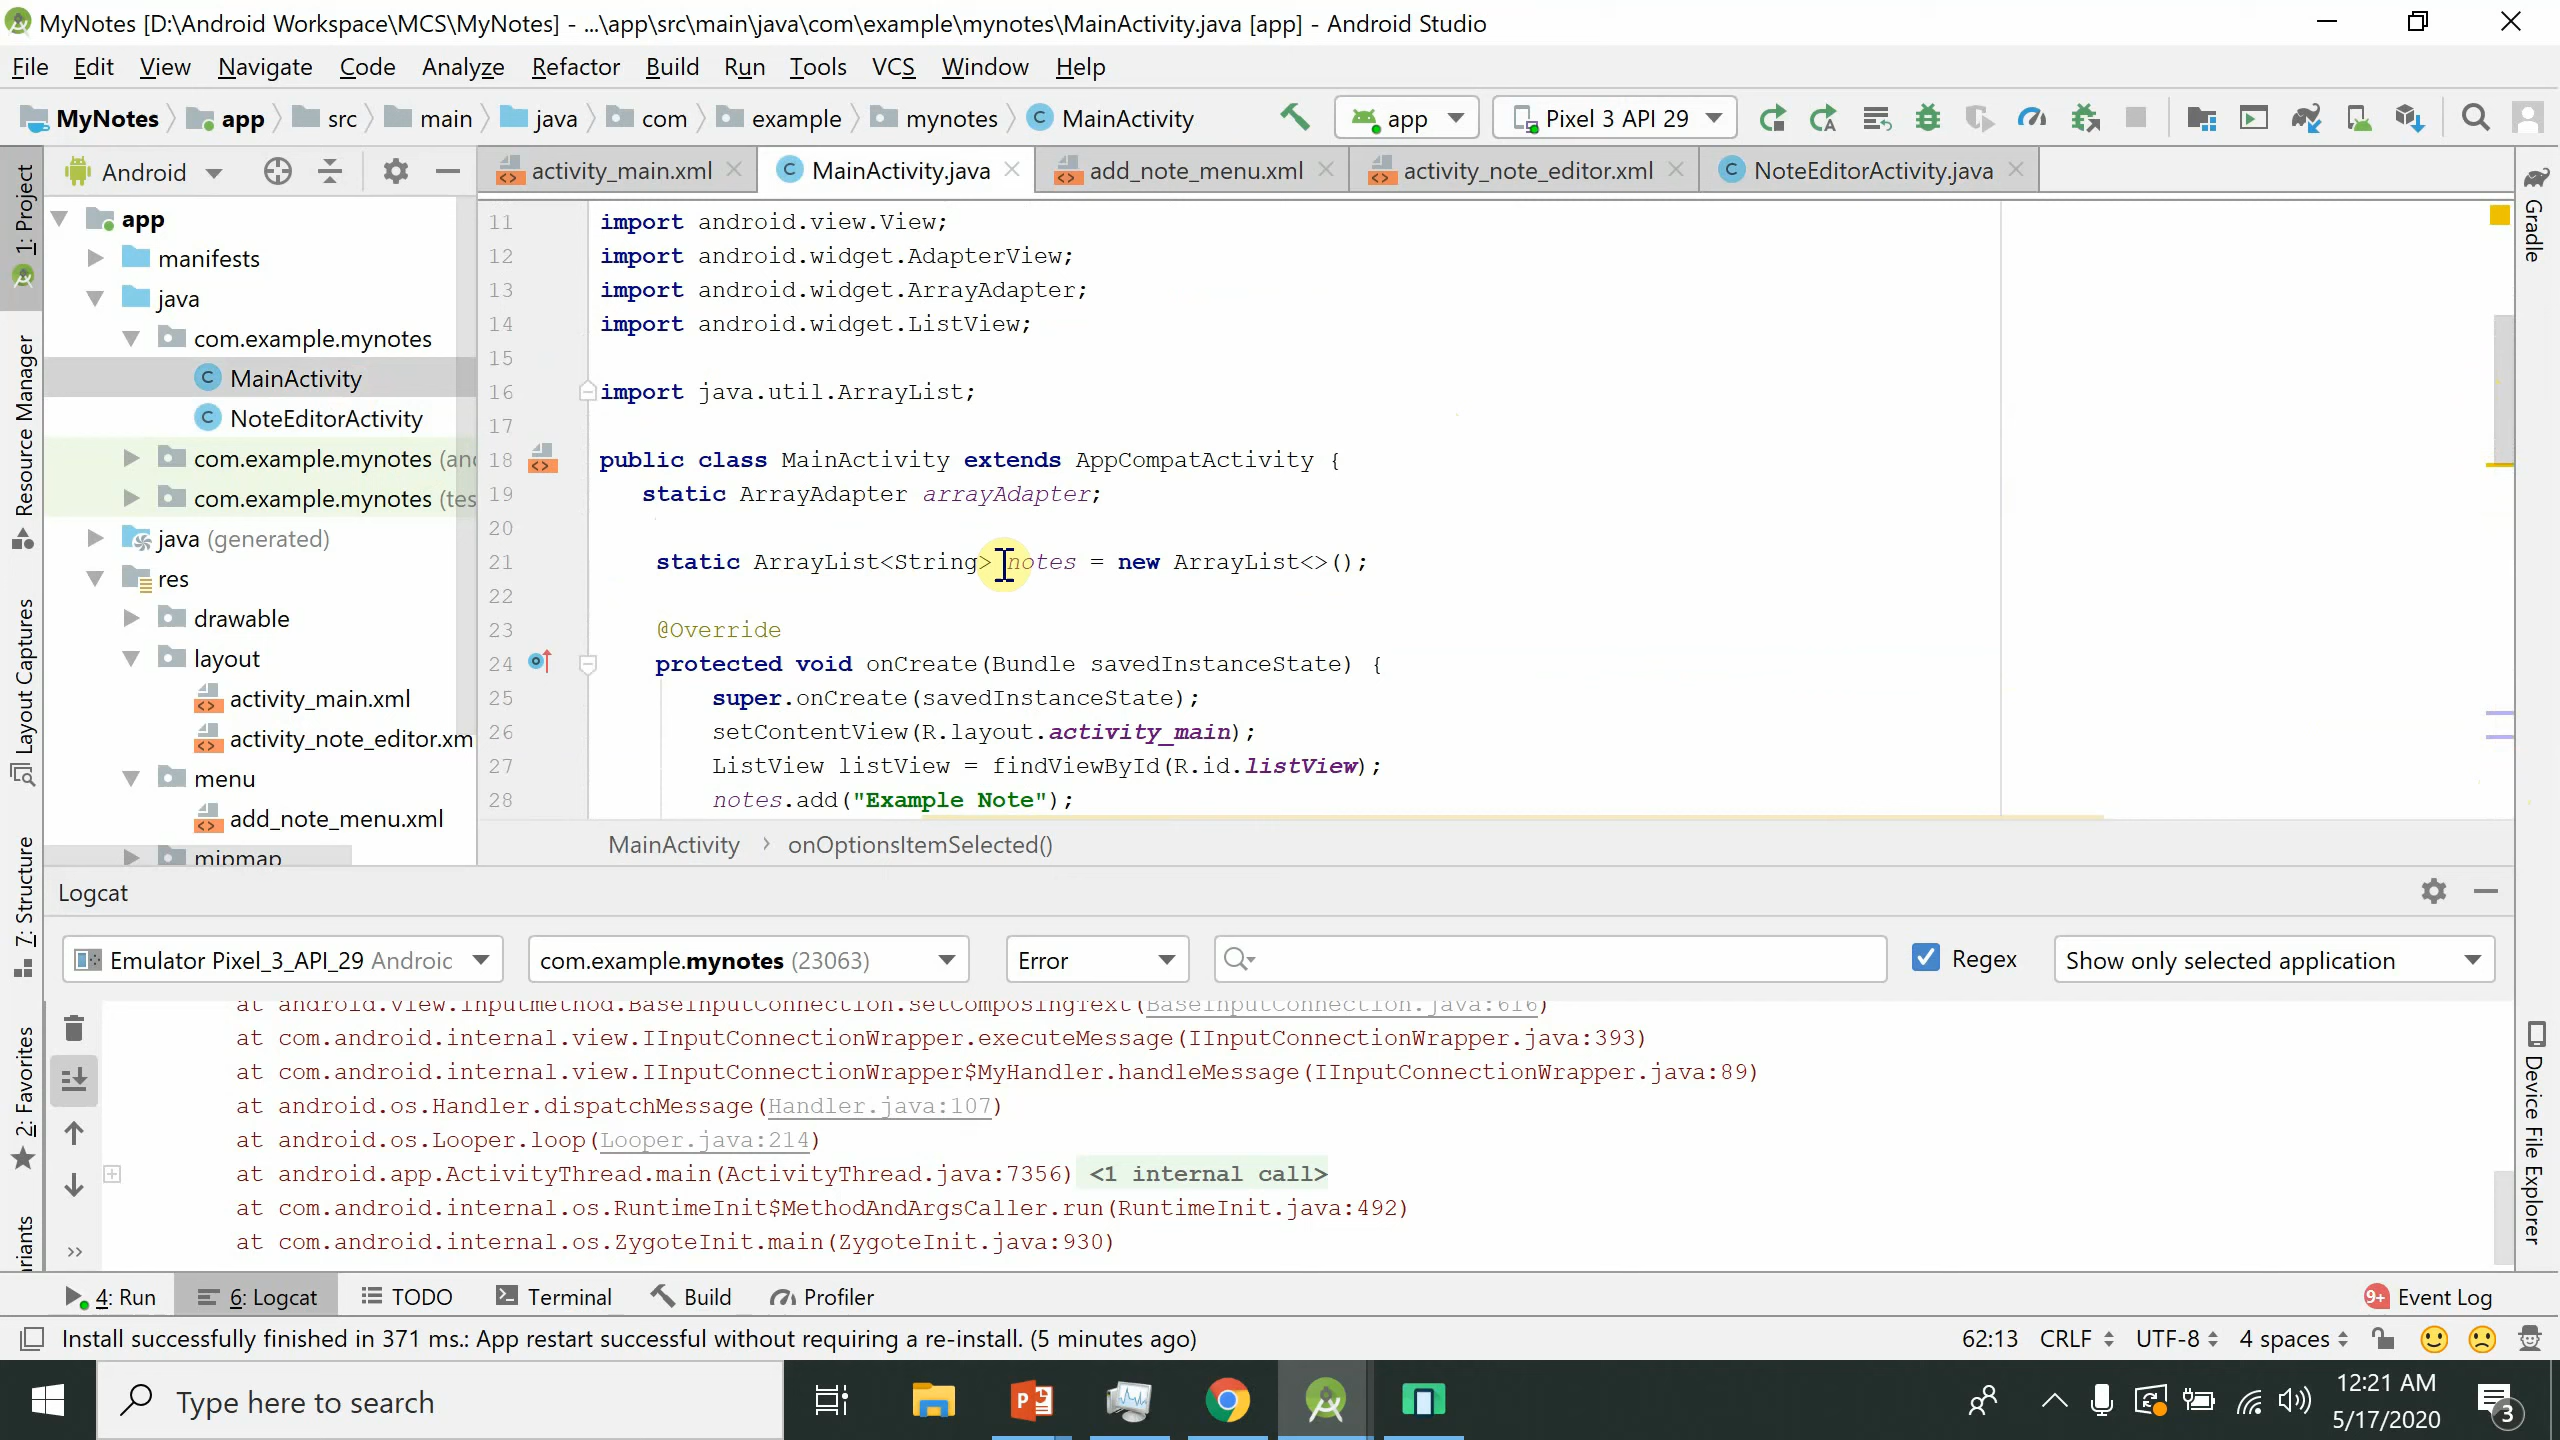 MyNotes [D:\Android Workspace\MCS\MyNotes] - ...\app\src\main\java\com\example\mynotes\MainActivity.java [app] - Android Studio
File Edit View Navigate Code Analyze Refactor Build Run Tools VCS Window Help
MyNotes app src main java com example mynotes MainActivity app Pixel 3 API 29
1: Project
Resource Manager
Layout Captures
7: Structure
2: Favorites
riants
Android
app
manifests
java
com.example.mynotes
MainActivity
NoteEditorActivity
com.example.mynotes (and
com.example.mynotes (tes
java (generated)
res
drawable
layout
activity_main.xml
activity_note_editor.xm
menu
add_note_menu.xml
mipmap
activity_main.xml MainActivity.java add_note_menu.xml activity_note_editor.xml NoteEditorActivity.java
11 import android.view.View;
12 import android.widget.AdapterView;
13 import android.widget.ArrayAdapter;
14 import android.widget.ListView;
15
16 import java.util.ArrayList;
17
18 public class MainActivity extends AppCompatActivity {
19 static ArrayAdapter arrayAdapter;
20
21 static ArrayList<String> notes = new ArrayList<>();
22
23 @Override
24 protected void onCreate(Bundle savedInstanceState) {
25 super.onCreate(savedInstanceState);
26 setContentView(R.layout.activity_main);
27 ListView listView = findViewById(R.id.listView);
28 notes.add("Example Note");
MainActivity › onOptionsItemSelected()
Gradle
Device File Explorer
Logcat
Emulator Pixel_3_API_29 Androic com.example.mynotes (23063) Error Regex Show only selected application
at android.view.inputmethod.BaseInputConnection.setComposingText(BaseInputConnection.java:616)
at com.android.internal.view.IInputConnectionWrapper.executeMessage(IInputConnectionWrapper.java:393)
at com.android.internal.view.IInputConnectionWrapper$MyHandler.handleMessage(IInputConnectionWrapper.java:89)
at android.os.Handler.dispatchMessage(Handler.java:107)
at android.os.Looper.loop(Looper.java:214)
at android.app.ActivityThread.main(ActivityThread.java:7356) <1 internal call>
at com.android.internal.os.RuntimeInit$MethodAndArgsCaller.run(RuntimeInit.java:492)
at com.android.internal.os.ZygoteInit.main(ZygoteInit.java:930)
4: Run 6: Logcat TODO Terminal Build Profiler 9+ Event Log
Install successfully finished in 371 ms.: App restart successful without requiring a re-install. (5 minutes ago) 62:13 CRLF UTF-8 4 spaces
Type here to search
12:21 AM
5/17/2020
3